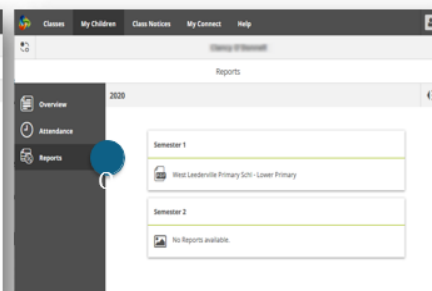 Classes My Children Class Notices My Connect Help
Reports
2020
Overview
Attendance
Reports
Semester 1
West Leederville Primary Schl - Lower Primary
Semester 2
No Reports available.